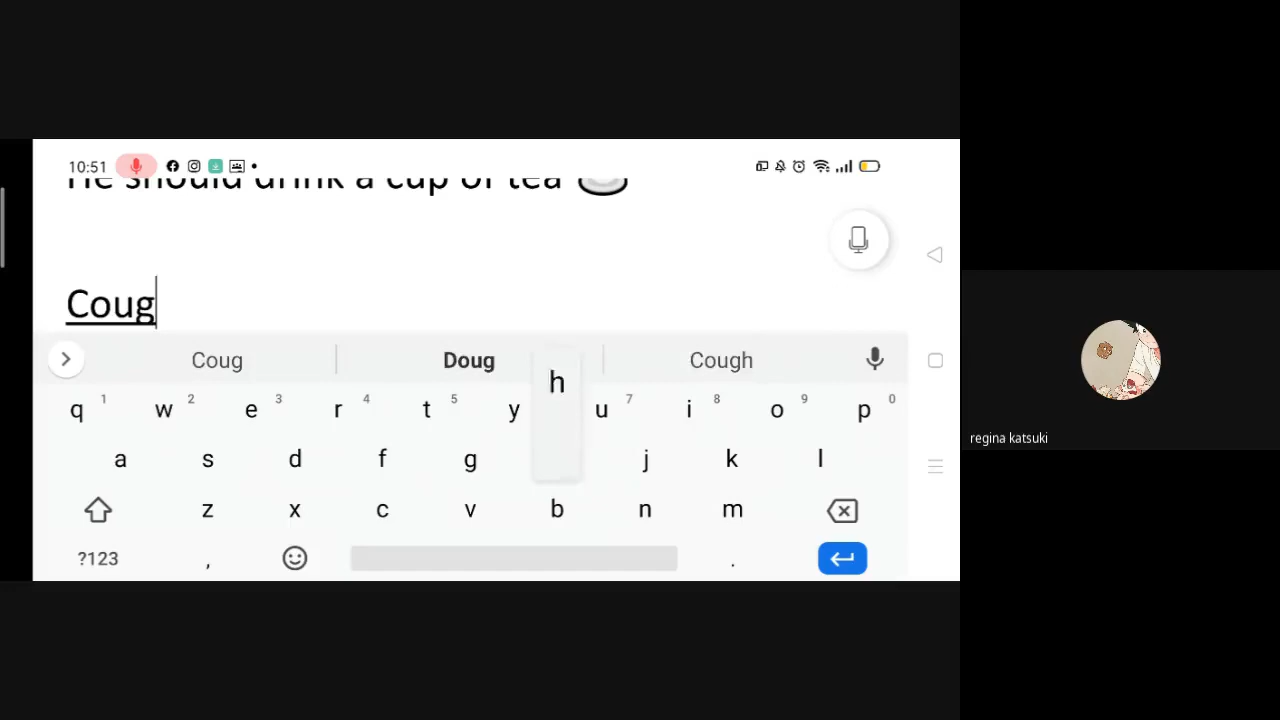 10:51
He should drink a cup of tea
Coug
Coug Doug Cough
h
q 1 w 2 e 3 r 4 t 5 y u 7 i 8 o 9 p 0
a s d f g j k l
z x c v b n m
?123 , .
regina katsuki